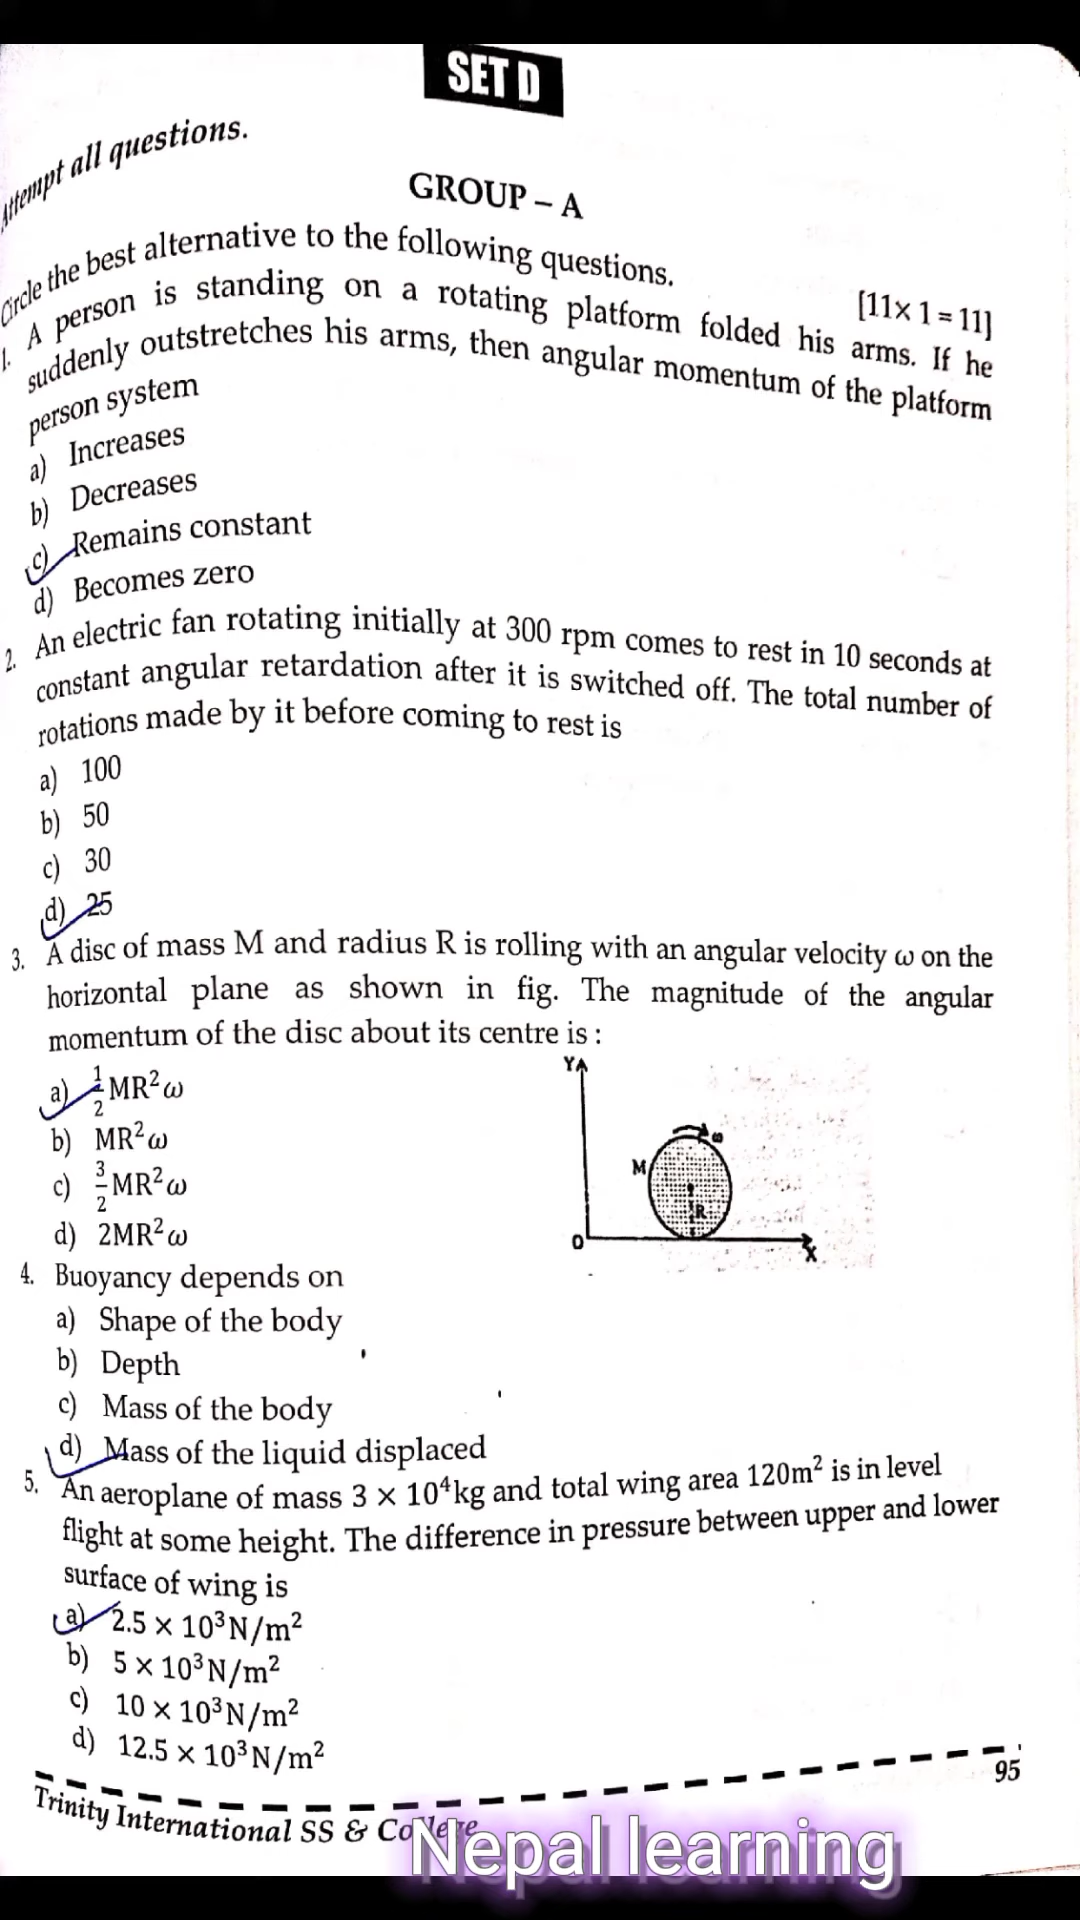 SET D
Attempt all questions.
GROUP – A
Circle the best alternative to the following questions.
[11× 1 = 11]
1. A person is standing on a rotating platform folded his arms. If he
suddenly outstretches his arms, then angular momentum of the platform
person system
a) Increases
b) Decreases
c) Remains constant
d) Becomes zero
2. An electric fan rotating initially at 300 rpm comes to rest in 10 seconds at
constant angular retardation after it is switched off. The total number of
rotations made by it before coming to rest is
a) 100
b) 50
c) 30
d) 25
3. A disc of mass M and radius R is rolling with an angular velocity ω on the
horizontal plane as shown in fig. The magnitude of the angular
momentum of the disc about its centre is :
a) 1/2 MR²ω
b) MR²ω
c) 3/2 MR²ω
d) 2MR²ω
Y
ω
M
R
O
X
4. Buoyancy depends on
a) Shape of the body
b) Depth
c) Mass of the body
d) Mass of the liquid displaced
5. An aeroplane of mass 3 × 10⁴kg and total wing area 120m² is in level
flight at some height. The difference in pressure between upper and lower
surface of wing is
a) 2.5 × 10³N/m²
b) 5 × 10³N/m²
c) 10 × 10³N/m²
d) 12.5 × 10³N/m²
95
Trinity International SS & College
Nepal learning